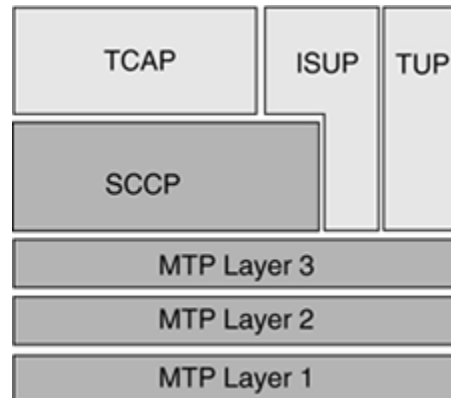 TCAP
ISUP
TUP
SCCP
MTP Layer 3
MTP Layer 2
MTP Layer 1